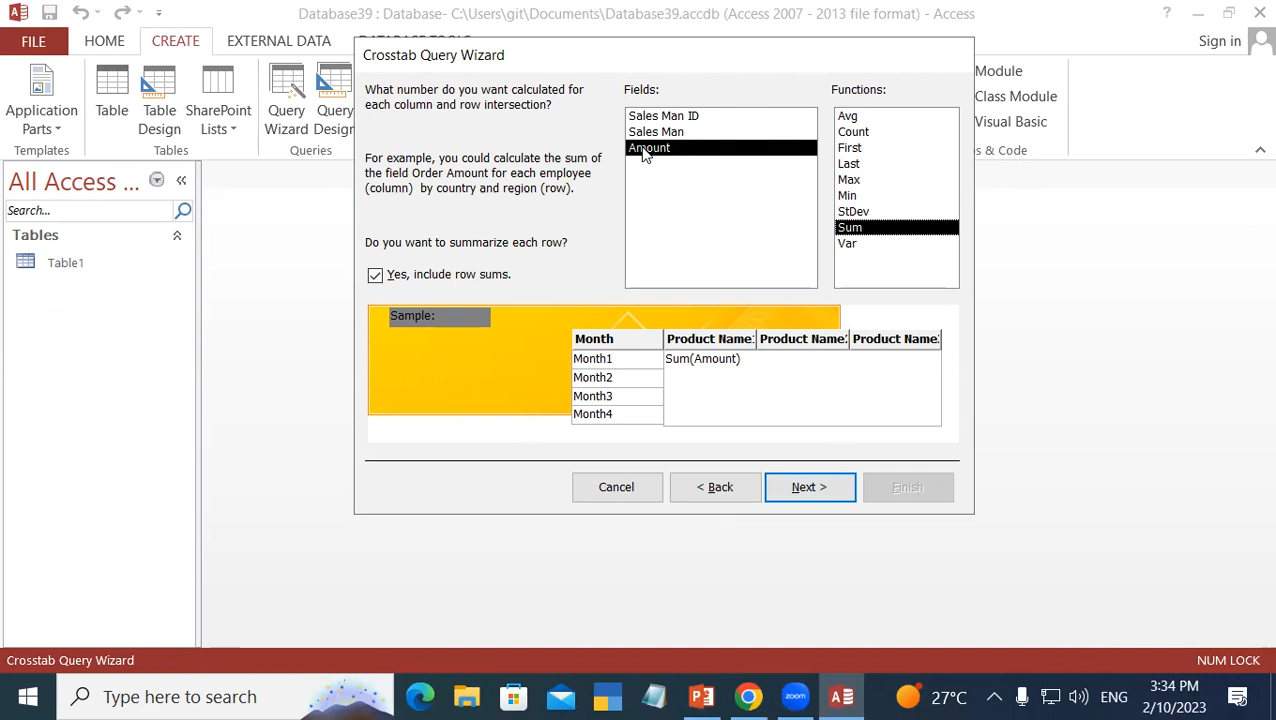 Database39 : Database- C:\Users\git\Documents\Database39.accdb (Access 2007 - 2013 file format) - Access
?
FILE
HOME
CREATE
EXTERNAL DATA
Sign in
Application
Parts
Table
Table
Design
SharePoint
Lists
Query
Wizard
Query
Design
Module
Class Module
Visual Basic
Templates
Tables
Queries
& Code
All Access
Search...
Tables
Table1
Crosstab Query Wizard
What number do you want calculated for
each column and row intersection?
For example, you could calculate the sum of
the field Order Amount for each employee
(column) by country and region (row).
Do you want to summarize each row?
Yes, include row sums.
Fields:
Sales Man ID
Sales Man
Amount
Functions:
Avg
Count
First
Last
Max
Min
StDev
Sum
Var
Sample:
Month Product Name: Product Name: Product Name:
Month1 Sum(Amount)
Month2
Month3
Month4
Cancel
< Back
Next >
Finish
Crosstab Query Wizard
NUM LOCK
Type here to search
zoom
27°C
ENG
3:34 PM
2/10/2023